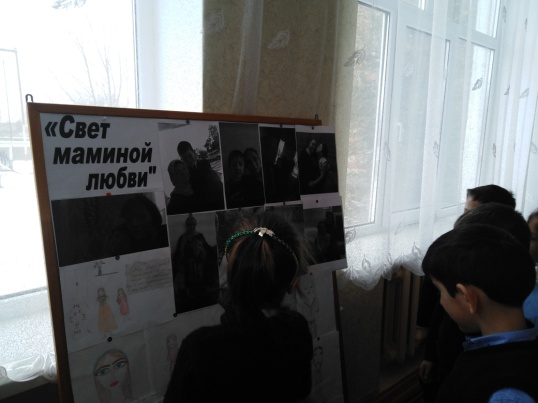 «Свет
маминой
любви"